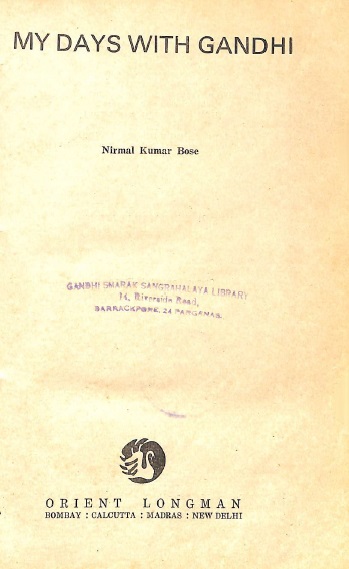 MY DAYS WITH GANDHI
Nirmal Kumar Bose
GANDHI SMARAK SANGRAHALAYA LIBRARY
14, Riverside Road,
BARRACKPORE, 24 PARGANAS.
ORIENT LONGMAN
BOMBAY : CALCUTTA : MADRAS : NEW DELHI